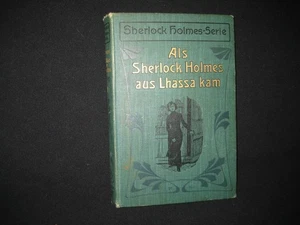 Sherlock Holmes-Serie
Als
Sherlock Holmes
aus Lhassa kam